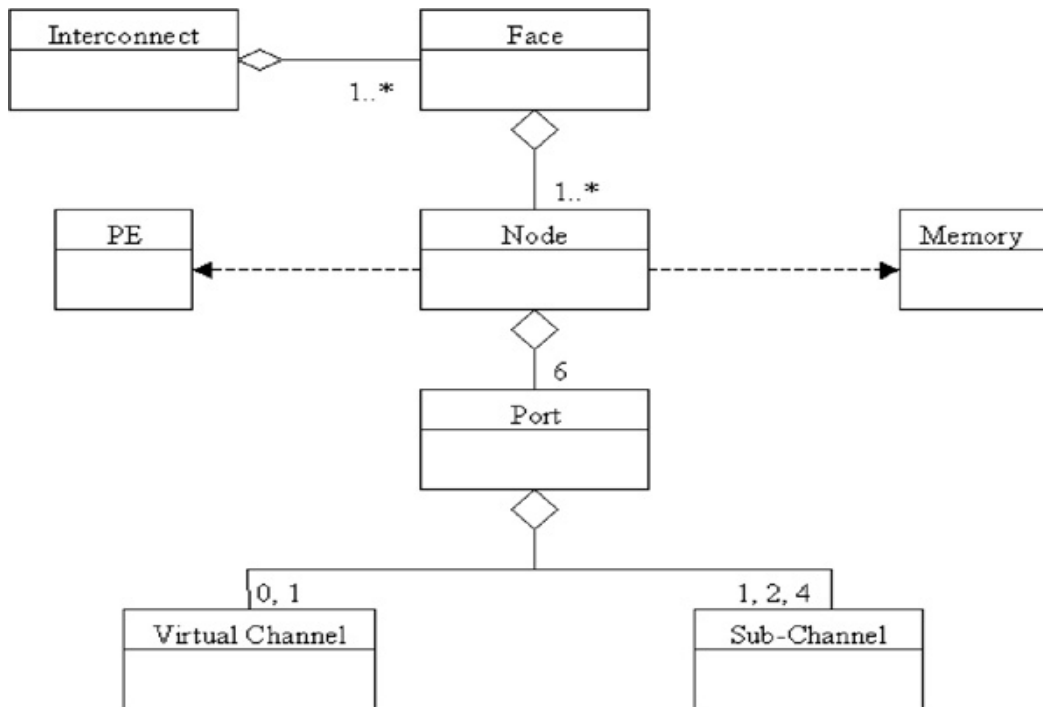 Interconnect
Face
1..*
1..*
PE
Node
Memory
6
Port
0, 1
1, 2, 4
Virtual Channel
Sub-Channel